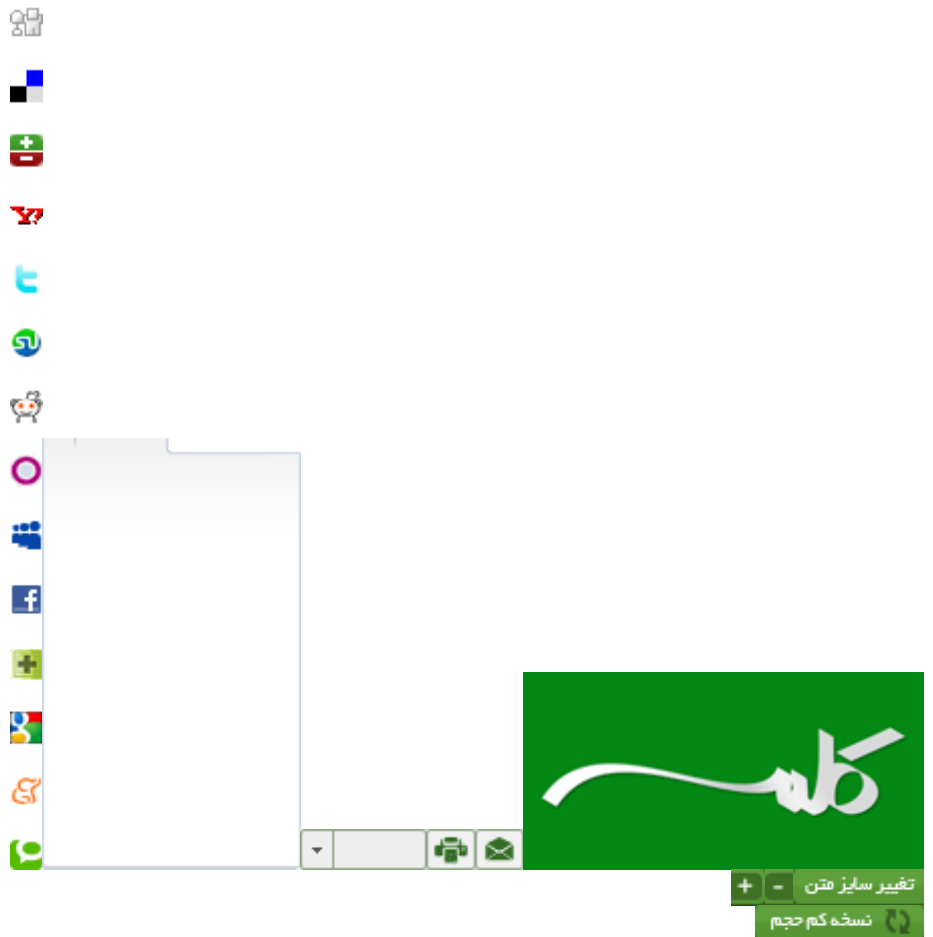 کلمه
تغییر سایز متن - +
نسخه کم حجم